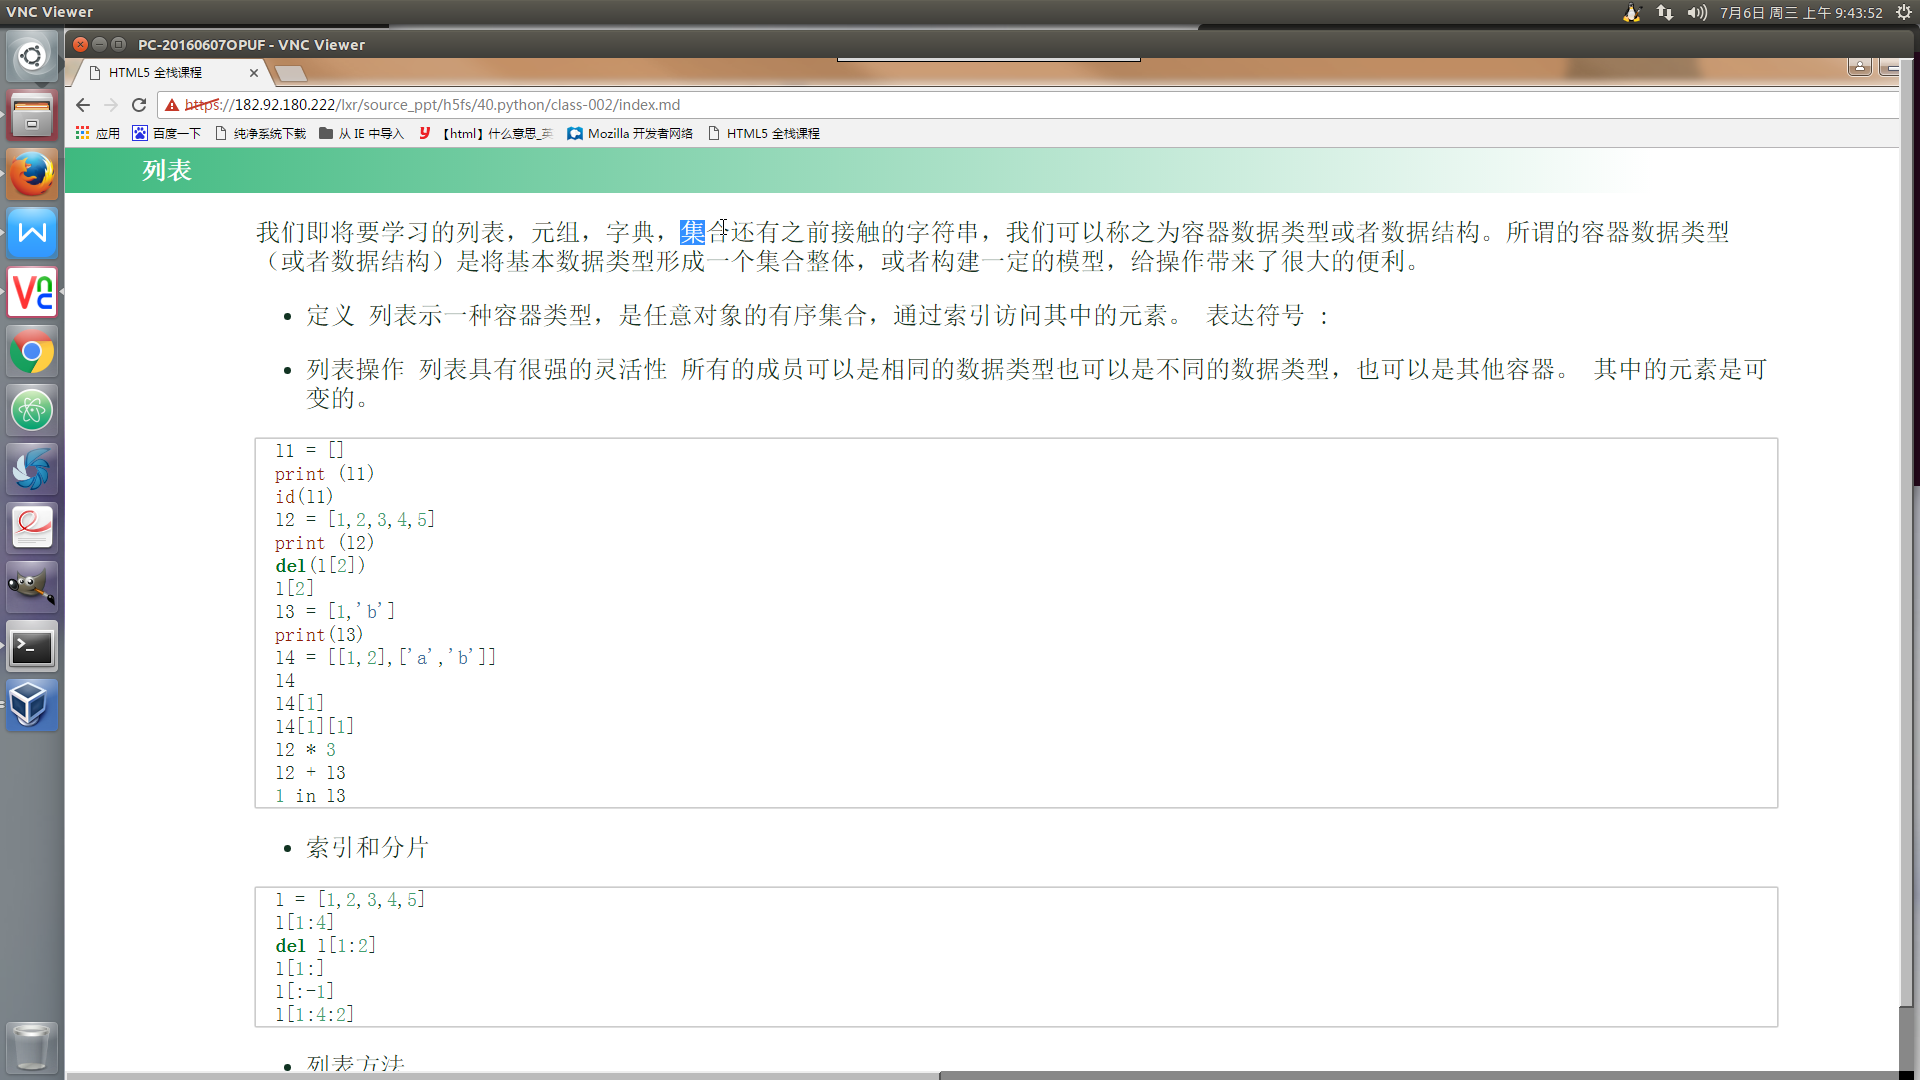 VNC Viewer
7月6日 周三 上午 9:43:52
PC-20160607OPUF - VNC Viewer
HTML5 全栈课程
https://182.92.180.222/lxr/source_ppt/h5fs/40.python/class-002/index.md
应用 百度一下 纯净系统下载 从 IE 中导入 【html】什么意思_英 Mozilla 开发者网络 HTML5 全栈课程
列表
我们即将要学习的列表，元组，字典，集合还有之前接触的字符串，我们可以称之为容器数据类型或者数据结构。所谓的容器数据类型
（或者数据结构）是将基本数据类型形成一个集合整体，或者构建一定的模型，给操作带来了很大的便利。
• 定义 列表示一种容器类型，是任意对象的有序集合，通过索引访问其中的元素。 表达符号 :
• 列表操作 列表具有很强的灵活性 所有的成员可以是相同的数据类型也可以是不同的数据类型，也可以是其他容器。 其中的元素是可
变的。
l1 = []
print (l1)
id(l1)
l2 = [1,2,3,4,5]
print (l2)
del(l[2])
l[2]
l3 = [1,'b']
print(l3)
l4 = [[1,2],['a','b']]
l4
l4[1]
l4[1][1]
l2 * 3
l2 + l3
1 in l3
• 索引和分片
l = [1,2,3,4,5]
l[1:4]
del l[1:2]
l[1:]
l[:-1]
l[1:4:2]
• 列表方法